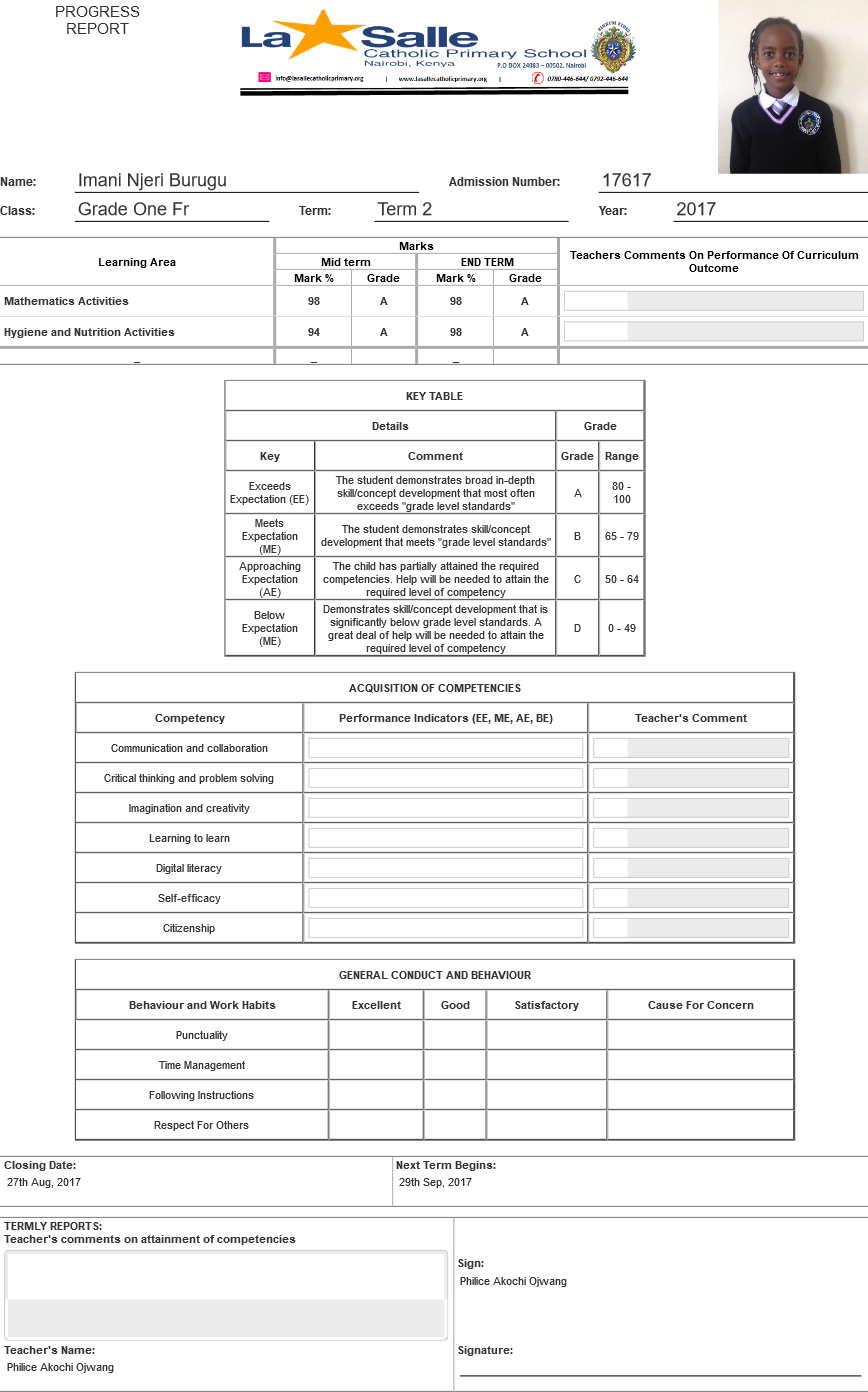 PROGRESS
REPORT
La Salle
Catholic Primary School
Nairobi, Kenya
P.O BOX 24083 – 00502, Nairobi
info@lasallecatholicprimary.org | www.lasallecatholicprimary.org | 0780-446-644/ 0792-446-644
Name: Imani Njeri Burugu Admission Number: 17617
Class: Grade One Fr Term: Term 2 Year: 2017
Learning Area Marks Teachers Comments On Performance Of Curriculum Outcome
Mid term END TERM
Mark % Grade Mark % Grade
Mathematics Activities 98 A 98 A
Hygiene and Nutrition Activities 94 A 98 A
_ _ _
KEY TABLE
Details Grade
Key Comment Grade Range
Exceeds
Expectation (EE)
The student demonstrates broad in-depth
skill/concept development that most often
exceeds "grade level standards"
A
80 -
100
Meets
Expectation
(ME)
The student demonstrates skill/concept
development that meets "grade level standards"
B
65 - 79
Approaching
Expectation
(AE)
The child has partially attained the required
competencies. Help will be needed to attain the
required level of competency
C
50 - 64
Below
Expectation
(ME)
Demonstrates skill/concept development that is
significantly below grade level standards. A
great deal of help will be needed to attain the
required level of competency
D
0 - 49
ACQUISITION OF COMPETENCIES
Competency Performance Indicators (EE, ME, AE, BE) Teacher's Comment
Communication and collaboration
Critical thinking and problem solving
Imagination and creativity
Learning to learn
Digital literacy
Self-efficacy
Citizenship
GENERAL CONDUCT AND BEHAVIOUR
Behaviour and Work Habits Excellent Good Satisfactory Cause For Concern
Punctuality
Time Management
Following Instructions
Respect For Others
Closing Date: Next Term Begins:
27th Aug, 2017 29th Sep, 2017
TERMLY REPORTS:
Teacher's comments on attainment of competencies
Sign:
Philice Akochi Ojwang
Teacher's Name: Signature:
Philice Akochi Ojwang